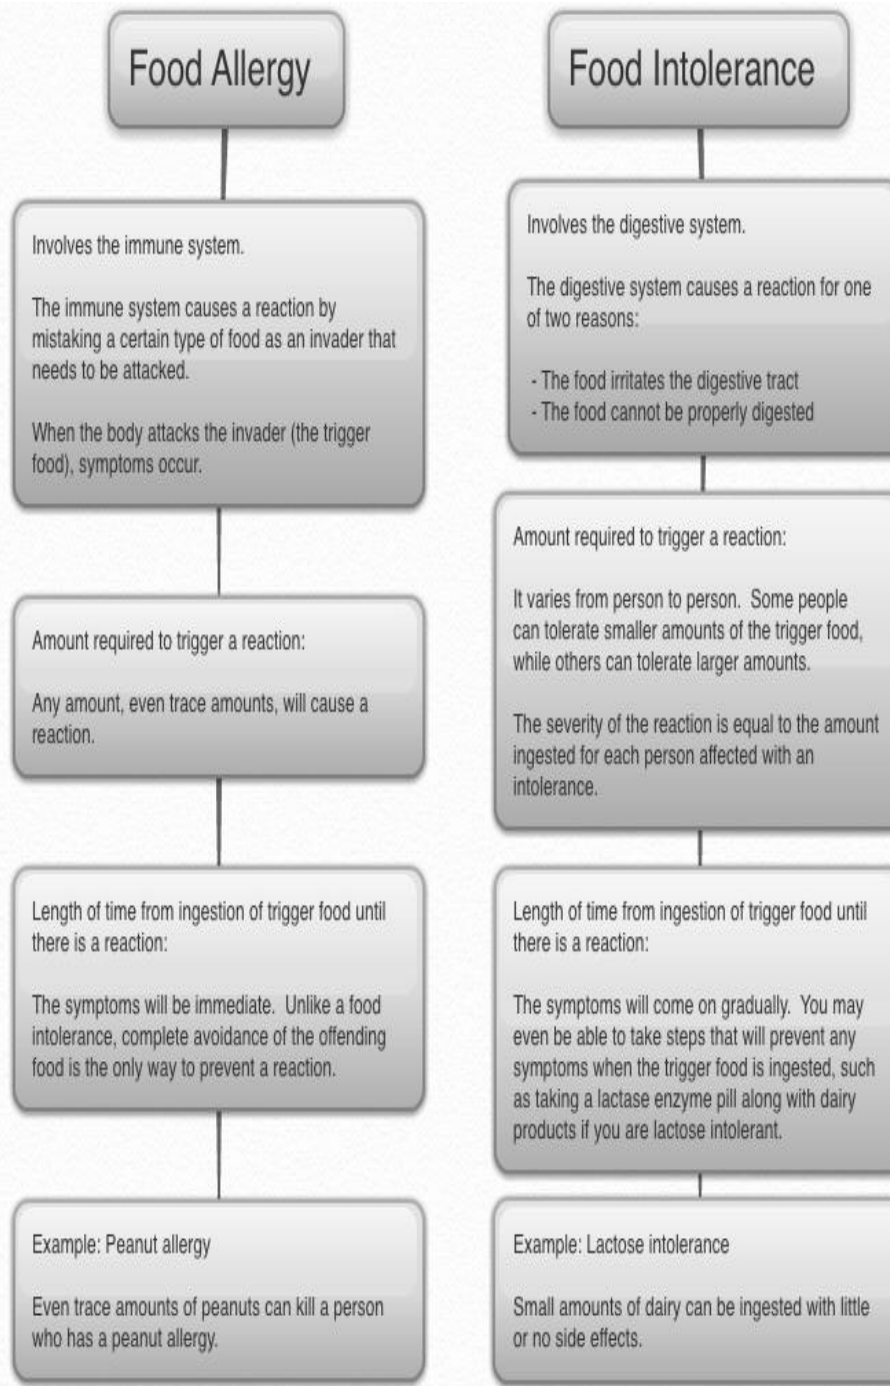 Food Allergy
Involves the immune system.
The immune system causes a reaction by
mistaking a certain type of food as an invader that
needs to be attacked.
When the body attacks the invader (the trigger
food), symptoms occur.
Amount required to trigger a reaction:
Any amount, even trace amounts, will cause a
reaction.
Length of time from ingestion of trigger food until
there is a reaction:
The symptoms will be immediate.  Unlike a food
intolerance, complete avoidance of the offending
food is the only way to prevent a reaction.
Example: Peanut allergy
Even trace amounts of peanuts can kill a person
who has a peanut allergy.
Food Intolerance
Involves the digestive system.
The digestive system causes a reaction for one
of two reasons:
- The food irritates the digestive tract
- The food cannot be properly digested
Amount required to trigger a reaction:
It varies from person to person.  Some people
can tolerate smaller amounts of the trigger food,
while others can tolerate larger amounts.
The severity of the reaction is equal to the amount
ingested for each person affected with an
intolerance.
Length of time from ingestion of trigger food until
there is a reaction:
The symptoms will come on gradually.  You may
even be able to take steps that will prevent any
symptoms when the trigger food is ingested, such
as taking a lactase enzyme pill along with dairy
products if you are lactose intolerant.
Example: Lactose intolerance
Small amounts of dairy can be ingested with little
or no side effects.